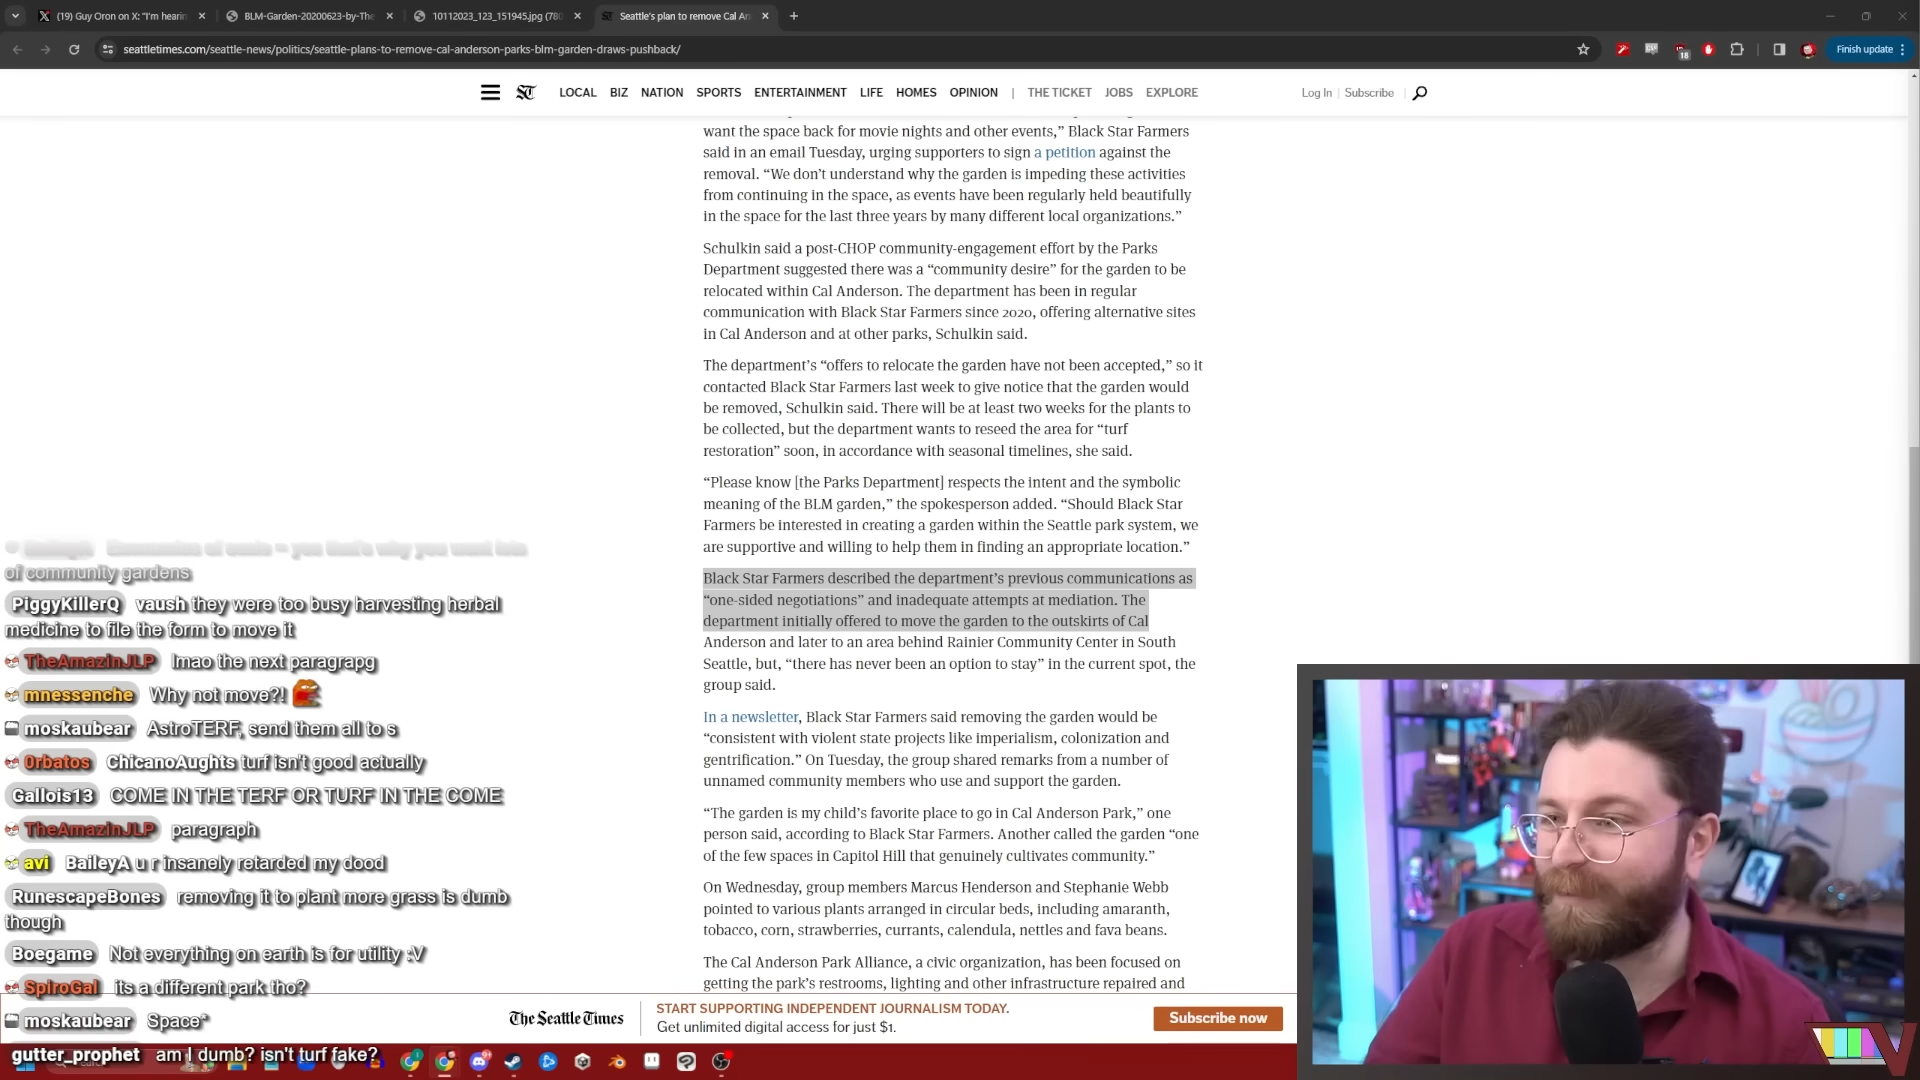 (19) Guy Oron on X: "I'm hearin
BLM-Garden-20200623-by-The
10112023_123_151945.jpg (780
Seattle's plan to remove Cal An
seattletimes.com/seattle-news/politics/seattle-plans-to-remove-cal-anderson-parks-blm-garden-draws-pushback/
18
Finish update
LOCAL BIZ NATION SPORTS ENTERTAINMENT LIFE HOMES OPINION | THE TICKET JOBS EXPLORE
Log In | Subscribe
want the space back for movie nights and other events,” Black Star Farmers
said in an email Tuesday, urging supporters to sign a petition against the
removal. “We don’t understand why the garden is impeding these activities
from continuing in the space, as events have been regularly held beautifully
in the space for the last three years by many different local organizations.”
Schulkin said a post-CHOP community-engagement effort by the Parks
Department suggested there was a “community desire” for the garden to be
relocated within Cal Anderson. The department has been in regular
communication with Black Star Farmers since 2020, offering alternative sites
in Cal Anderson and at other parks, Schulkin said.
The department’s “offers to relocate the garden have not been accepted,” so it
contacted Black Star Farmers last week to give notice that the garden would
be removed, Schulkin said. There will be at least two weeks for the plants to
be collected, but the department wants to reseed the area for “turf
restoration” soon, in accordance with seasonal timelines, she said.
“Please know [the Parks Department] respects the intent and the symbolic
meaning of the BLM garden,” the spokesperson added. “Should Black Star
Farmers be interested in creating a garden within the Seattle park system, we
are supportive and willing to help them in finding an appropriate location.”
Black Star Farmers described the department’s previous communications as
“one-sided negotiations” and inadequate attempts at mediation. The
department initially offered to move the garden to the outskirts of Cal
Anderson and later to an area behind Rainier Community Center in South
Seattle, but, “there has never been an option to stay” in the current spot, the
group said.
In a newsletter, Black Star Farmers said removing the garden would be
“consistent with violent state projects like imperialism, colonization and
gentrification.” On Tuesday, the group shared remarks from a number of
unnamed community members who use and support the garden.
“The garden is my child’s favorite place to go in Cal Anderson Park,” one
person said, according to Black Star Farmers. Another called the garden “one
of the few spaces in Capitol Hill that genuinely cultivates community.”
On Wednesday, group members Marcus Henderson and Stephanie Webb
pointed to various plants arranged in circular beds, including amaranth,
tobacco, corn, strawberries, currants, calendula, nettles and fava beans.
The Cal Anderson Park Alliance, a civic organization, has been focused on
getting the park’s restrooms, lighting and other infrastructure repaired and
of community gardens
PiggyKillerQ vaush they were too busy harvesting herbal
medicine to file the form to move it
TheAmazinJLP lmao the next paragrapg
mnessenche Why not move?!
moskaubear AstroTERF, send them all to s
0rbatos ChicanoAughts turf isn't good actually
Gallois13 COME IN THE TERF OR TURF IN THE COME
TheAmazinJLP paragraph
avi BaileyA u r insanely retarded my dood
RunescapeBones removing it to plant more grass is dumb
though
Boegame Not everything on earth is for utility :V
SpiroGal its a different park tho?
moskaubear Space*
gutter_prophet am I dumb? isn't turf fake?
The Seattle Times
START SUPPORTING INDEPENDENT JOURNALISM TODAY.
Get unlimited digital access for just $1.
Subscribe now